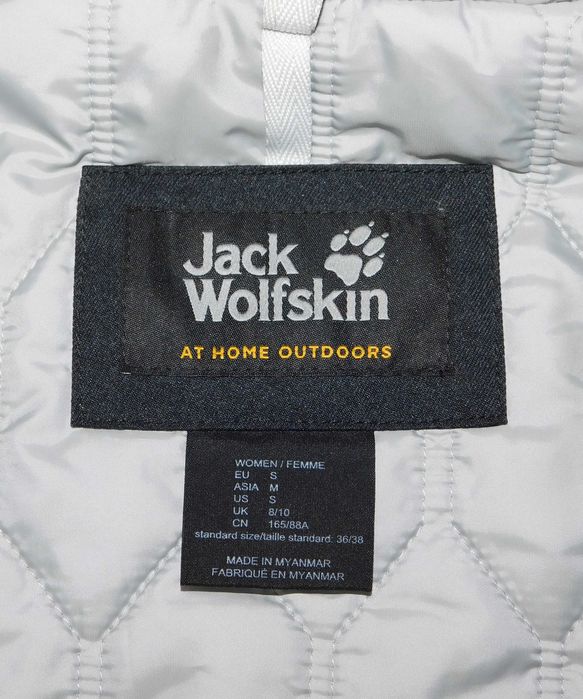 Jack
Wolfskin
AT HOME OUTDOORS
WOMEN / FEMME
EU S
ASIA M
US S
UK 8/10
CN 165/88A
standard size/taille standard: 36/38
MADE IN MYANMAR
FABRIQUÉ EN MYANMAR